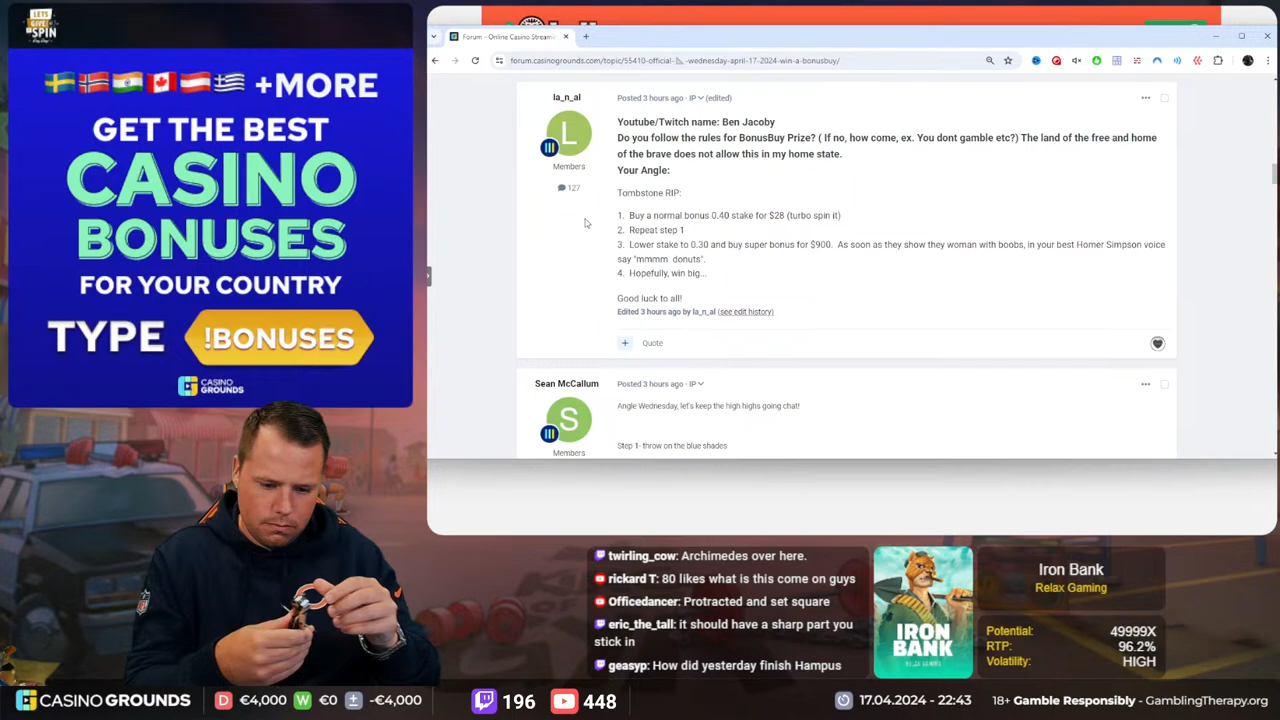 LETS
GIVE IT A
SPIN
+MORE
GET THE BEST
CASINO
BONUSES
FOR YOUR COUNTRY
TYPE !BONUSES
CASINO
GROUNDS
Forum - Online Casino Streami
forum.casinogrounds.com/topic/55410-official-📐-wednesday-april-17-2024-win-a-bonusbuy/
la_n_al
Posted 3 hours ago · IP (edited)
L
Members
127
Youtube/Twitch name: Ben Jacoby
Do you follow the rules for BonusBuy Prize? ( If no, how come, ex. You dont gamble etc?) The land of the free and home
of the brave does not allow this in my home state.
Your Angle:
Tombstone RIP:
1. Buy a normal bonus 0.40 stake for $28 (turbo spin it)
2. Repeat step 1
3. Lower stake to 0.30 and buy super bonus for $900. As soon as they show they woman with boobs, in your best Homer Simpson voice
say "mmmm donuts".
4. Hopefully, win big...
Good luck to all!
Edited 3 hours ago by la_n_al (see edit history)
+ Quote
Sean McCallum
Posted 3 hours ago · IP
S
Members
Angle Wednesday, let's keep the high highs going chat!
Step 1- throw on the blue shades
twirling_cow: Archimedes over here.
rickard T: 80 likes what is this come on guys
Officedancer: Protracted and set square
eric_the_tall: it should have a sharp part you
stick in
geasyp: How did yesterday finish Hampus
IRON
BANK
RELAX GAMING
Iron Bank
Relax Gaming
Potential: 49999X
RTP: 96.2%
Volatility: HIGH
CASINOGROUNDS
D €4,000 W €0 ± -€4,000
196
448
17.04.2024 - 22:43
18+ Gamble Responsibly - GamblingTherapy.org